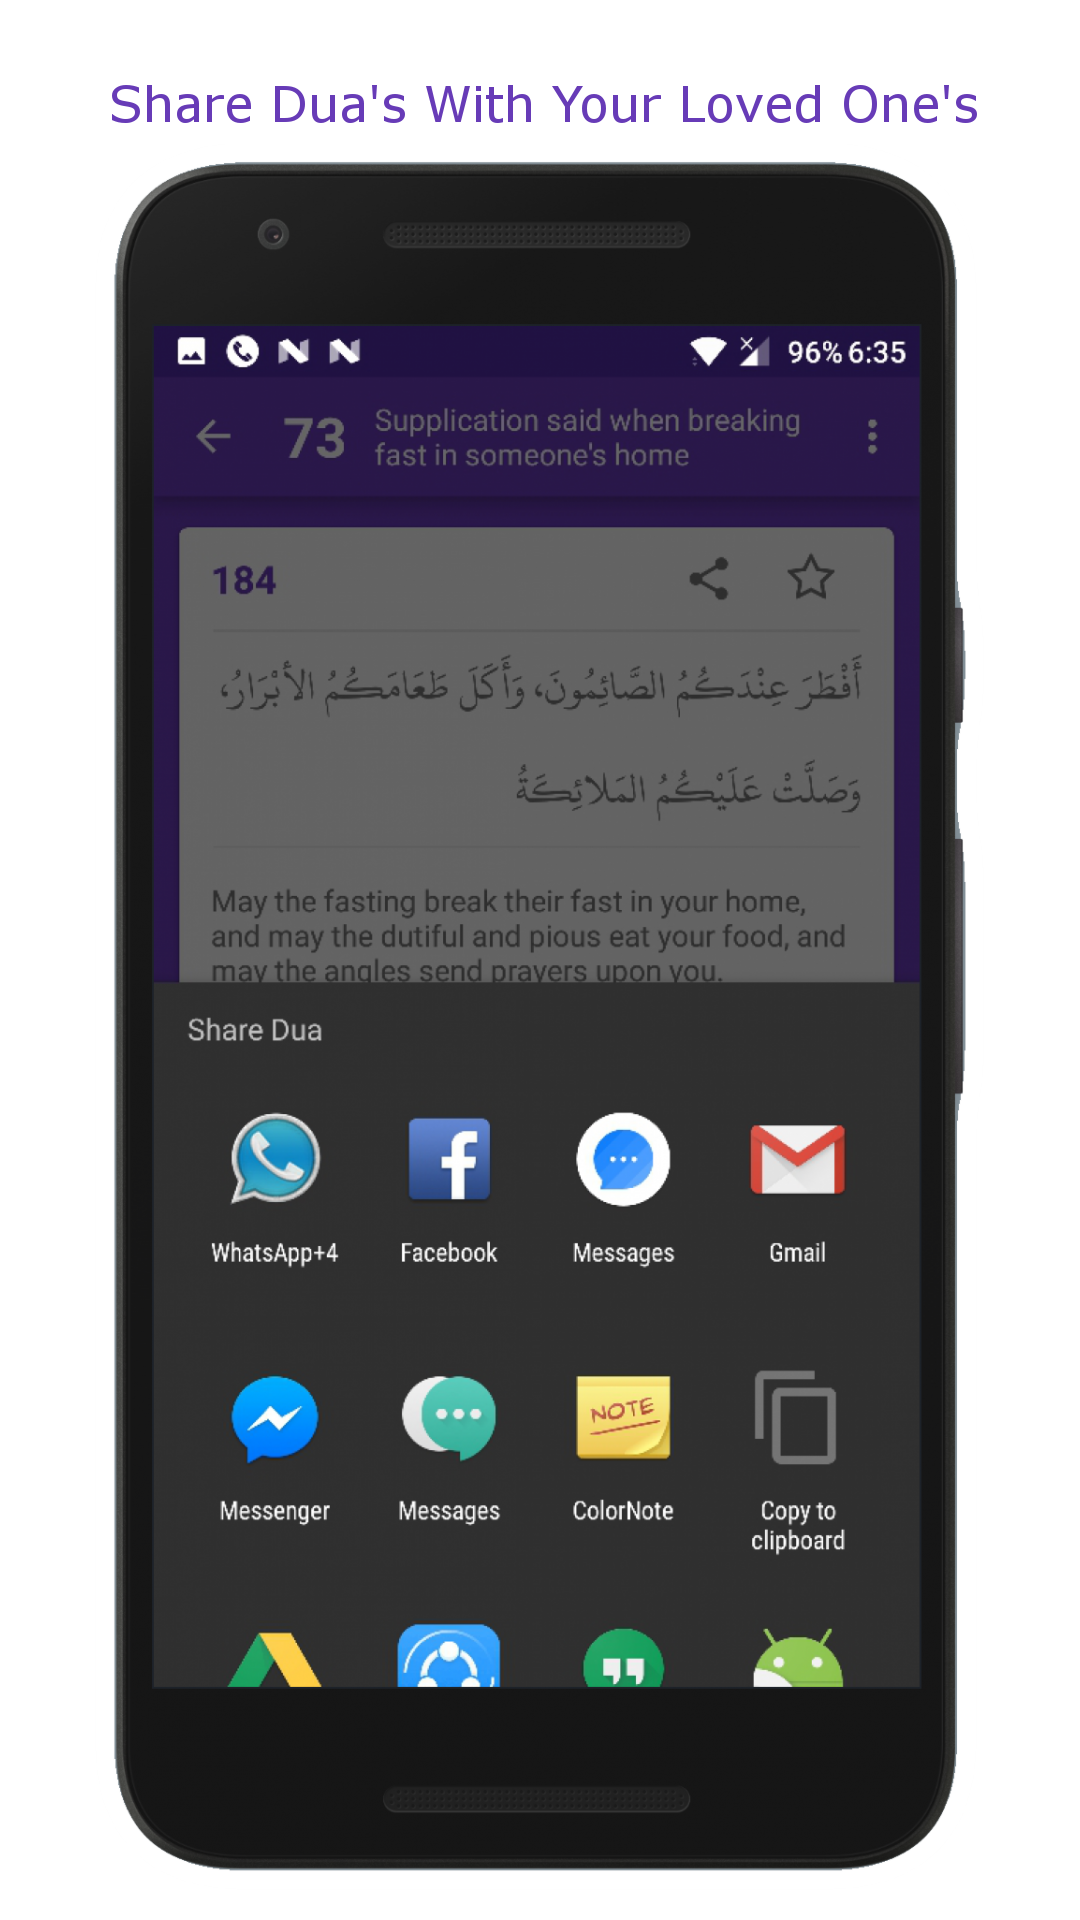 Share Dua's With Your Loved One's
96% 6:35
73
Supplication said when breaking
fast in someone's home
184
أَفْطَرَ عِنْدَكُمُ الصَّائِمُونَ، وَأَكَلَ طَعَامَكُمُ الأَبْرَارُ،
وَصَلَّتْ عَلَيْكُمُ المَلائِكَةُ
May the fasting break their fast in your home,
and may the dutiful and pious eat your food, and
may the angles send prayers upon you.
Share Dua
WhatsApp+4 Facebook Messages Gmail
NOTE
Messenger Messages ColorNote Copy to
clipboard